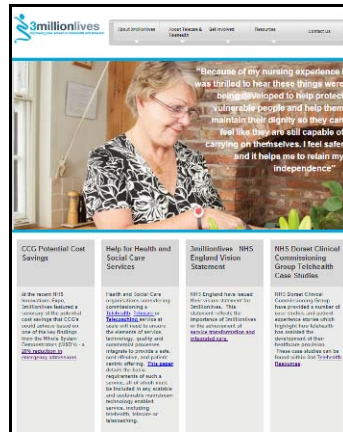 3millionlives
About 3millionlives
About Telecare &
Telehealth
Get Involved
Resources
Contact us
"Because of my nursing experience I
was thrilled to hear these things were
being developed to help protect
vulnerable people and help them
maintain their dignity so they can
feel like they are still capable of
carrying on themselves. I feel safer
and it helps me to retain my
independence"
CCG Potential Cost
Savings
At the recent NHS
Innovations Expo,
3millionlives featured a
summary of the potential
cost savings that CCG's
could achieve based on
one of the key findings
from the Whole System
Demonstrators (WSD's) - a
20% reduction in
emergency admissions
Help for Health and
Social Care
Services
Health and Social Care
organisations considering
commissioning a
Telehealth, Telecare or
Telecoaching service at
scale will need to ensure
the elements of service,
technology, quality and
commercial processes
integrate to provide a safe,
cost effective, and patient
centric offering. This paper
details the basic
requirements of such a
service, all of which must
be included in any scalable
and sustainable mainstream
technology enabled
service, including
telehealth, telecare or
telecoaching.
3millionlives NHS
England Vision
Statement
NHS England have issued
their vision statement for
3millionlives. This
statement reflects the
importance of 3millionlives
in the achievement of
service transformation and
integrated care.
NHS Dorset Clinical
Commissioning
Group Telehealth
Case Studies
NHS Dorset Clinical
Commissioning Group
have provided a number of
case studies and patient
experience stories which
highlight how telehealth
has assisted the
development of their
healthcare provision.
These case studies can be
found within our Telehealth
Resources.